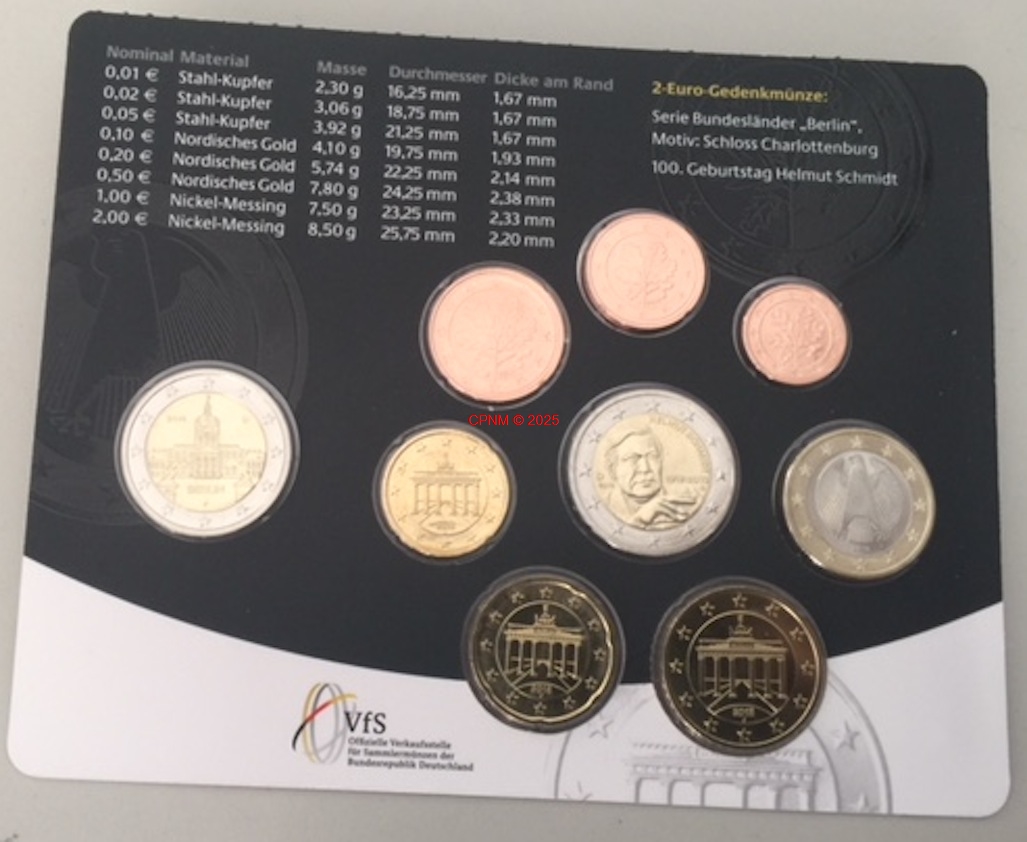 Nominal Material Masse Durchmesser Dicke am Rand
0,01 € Stahl-Kupfer 2,30 g 16,25 mm 1,67 mm
0,02 € Stahl-Kupfer 3,06 g 18,75 mm 1,67 mm
0,05 € Stahl-Kupfer 3,92 g 21,25 mm 1,67 mm
0,10 € Nordisches Gold 4,10 g 19,75 mm 1,93 mm
0,20 € Nordisches Gold 5,74 g 22,25 mm 2,14 mm
0,50 € Nordisches Gold 7,80 g 24,25 mm 2,38 mm
1,00 € Nickel-Messing 7,50 g 23,25 mm 2,33 mm
2,00 € Nickel-Messing 8,50 g 25,75 mm 2,20 mm
2-Euro-Gedenkmünze:
Serie Bundesländer „Berlin“,
Motiv: Schloss Charlottenburg
100. Geburtstag Helmut Schmidt
CPNM © 2025
BERLIN
2018
2018
VfS
Offizielle Verkaufsstelle
für Sammlermünzen der
Bundesrepublik Deutschland